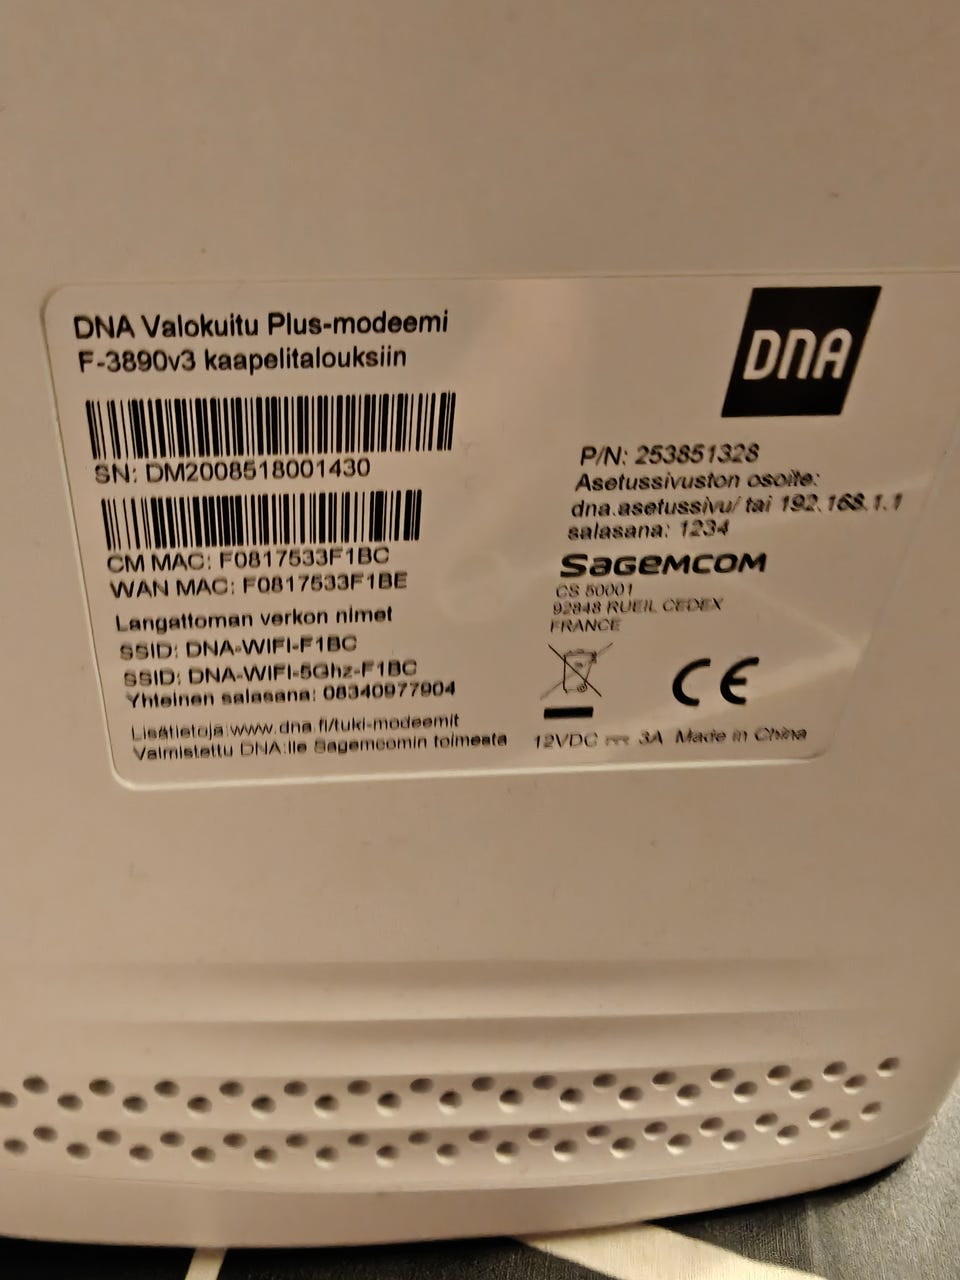 DNA Valokuitu Plus-modeemi
F-3890v3 kaapelitalouksiin
SN: DM2008518001430
CM MAC: F0817533F1BC
WAN MAC: F0817533F1BE
Langattoman verkon nimet
SSID: DNA-WIFI-F1BC
SSID: DNA-WIFI-5Ghz-F1BC
Yhteinen salasana: 08340977904
Lisätietoja:www.dna.fi/tuki-modeemit
Valmistettu DNA:lle Sagemcomin toimesta
DNA
P/N: 253851328
Asetussivuston osoite:
dna.asetussivu/ tai 192.168.1.1
salasana: 1234
SAGEMCOM
CS 50001
92848 RUEIL CEDEX
FRANCE
CE
12VDC ⎓ 3A Made in China